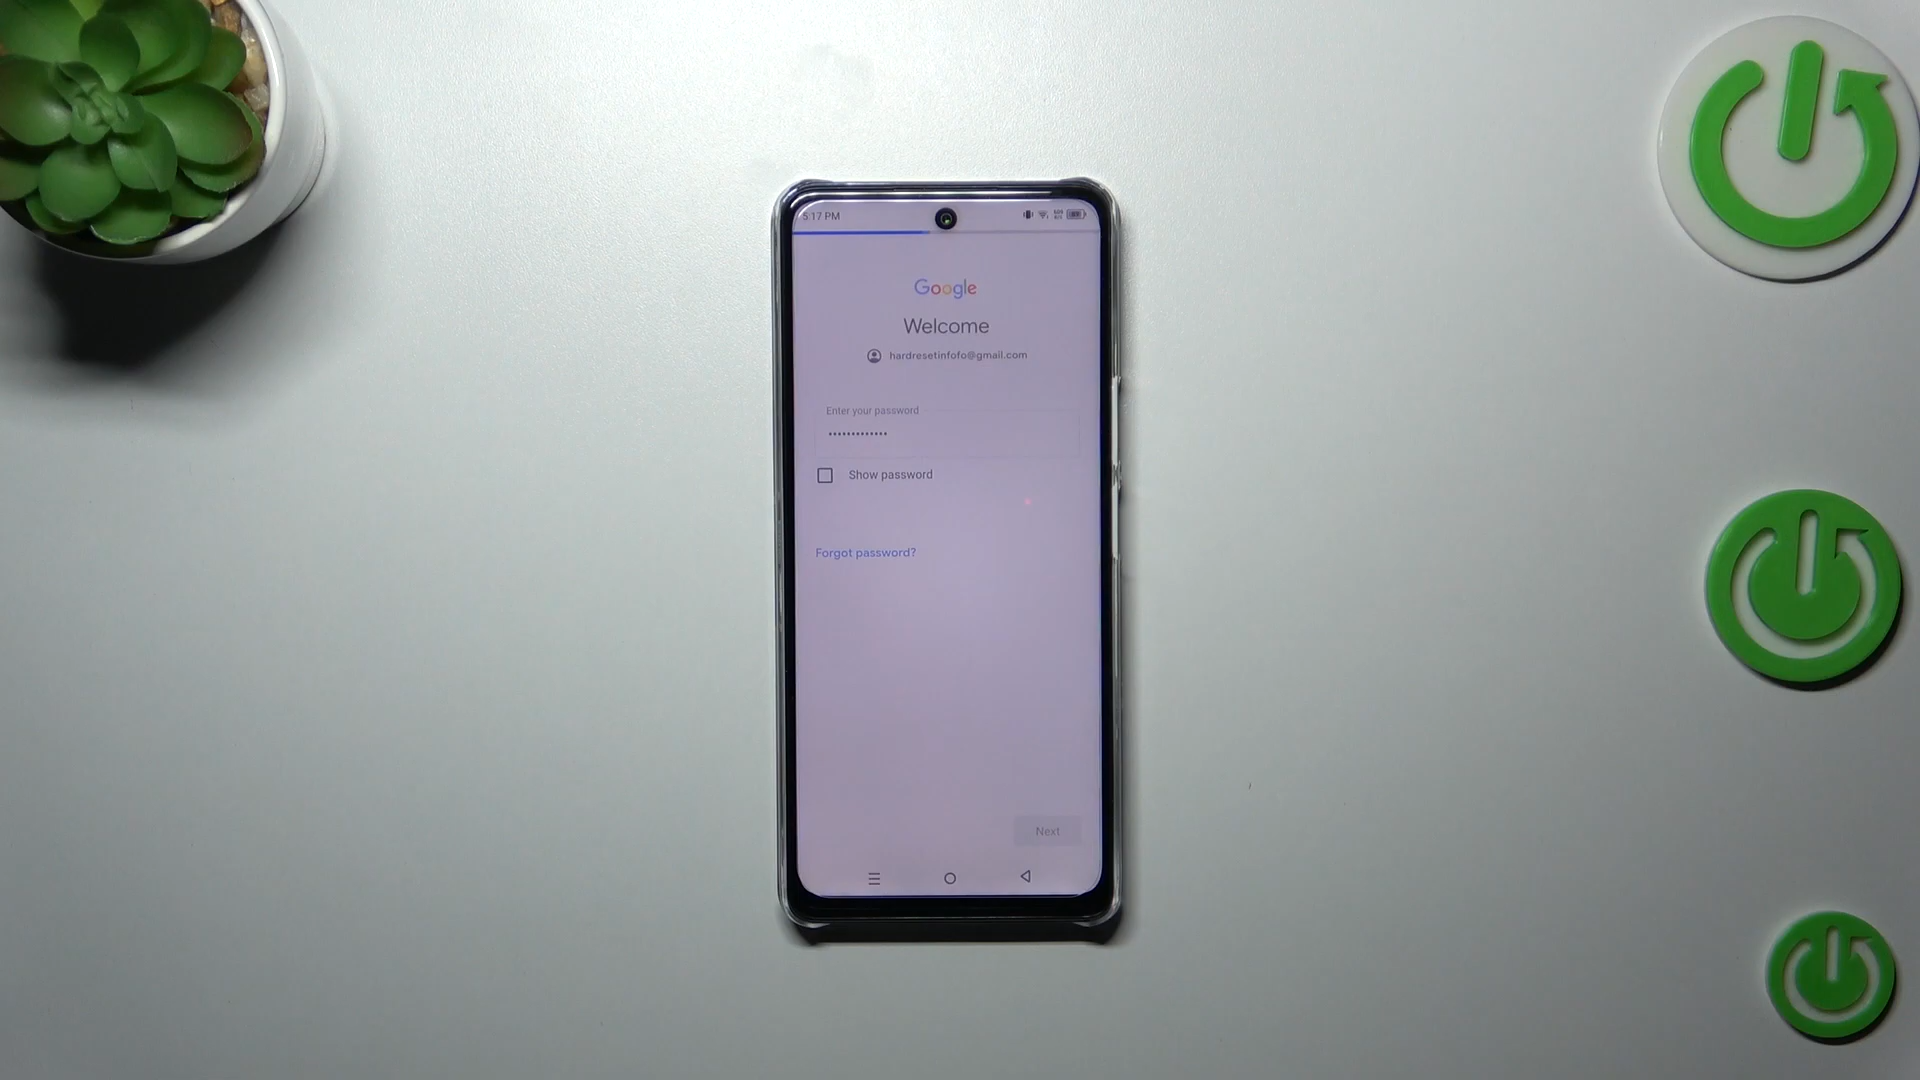 5:17 PM
Google
Welcome
hardresetinfofo@gmail.com
Enter your password
•••••••••••••
Show password
Forgot password?
Next